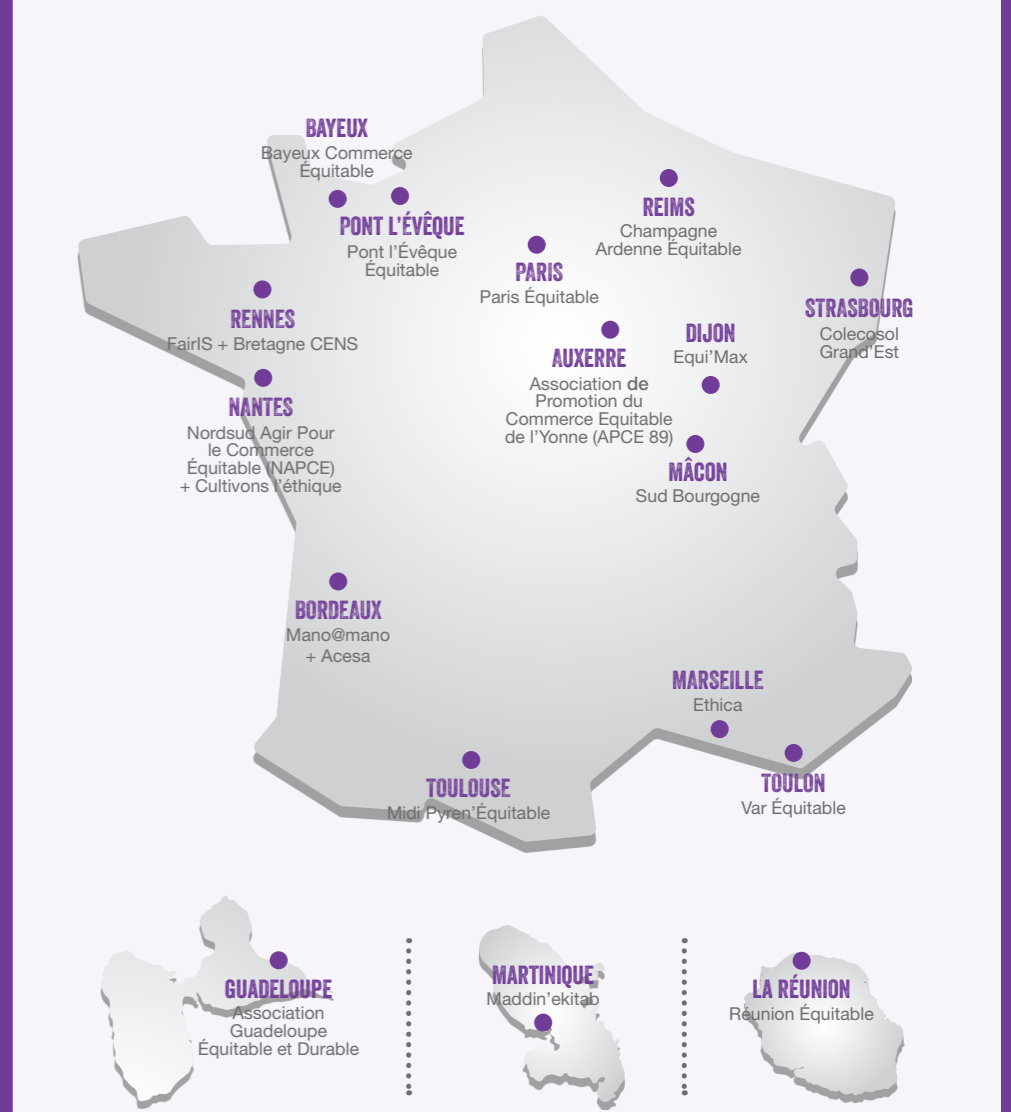 BAYEUX
Bayeux Commerce
Équitable
PONT L'ÉVÊQUE
Pont l'Évêque
Équitable
REIMS
Champagne
Ardenne Équitable
PARIS
Paris Équitable
STRASBOURG
Colecosol
Grand'Est
RENNES
FairIS + Bretagne CENS
DIJON
Equi'Max
AUXERRE
Association de
Promotion du
Commerce Equitable
de l'Yonne (APCE 89)
NANTES
Nordsud Agir Pour
le Commerce
Équitable (NAPCE)
+ Cultivons l'éthique
MÂCON
Sud Bourgogne
BORDEAUX
Mano@mano
+ Acesa
MARSEILLE
Ethica
TOULOUSE
Midi Pyren'Équitable
TOULON
Var Équitable
GUADELOUPE
Association
Guadeloupe
Équitable et Durable
MARTINIQUE
Maddin'ekitab
LA RÉUNION
Réunion Équitable